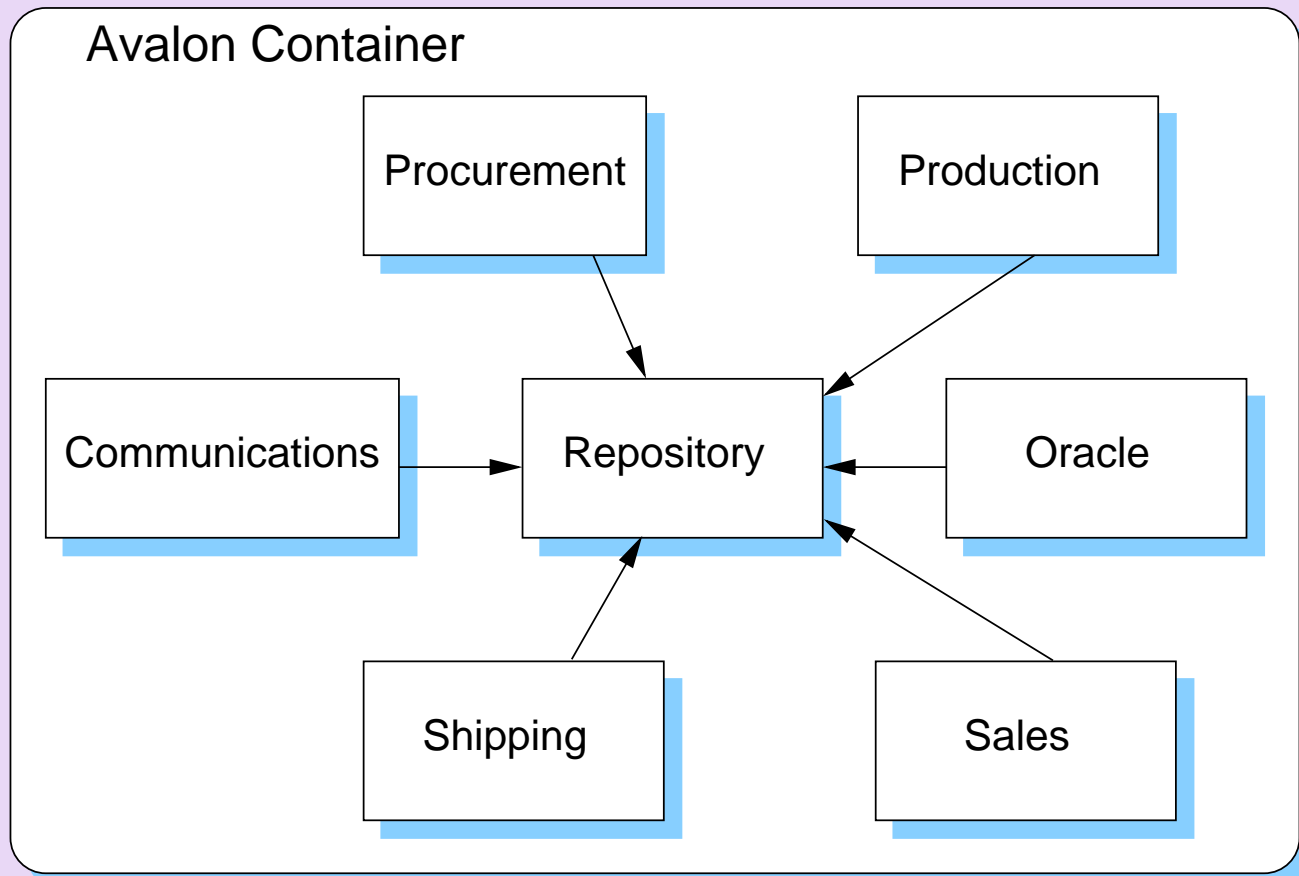 Avalon Container
Procurement
Production
Communications
Repository
Oracle
Shipping
Sales